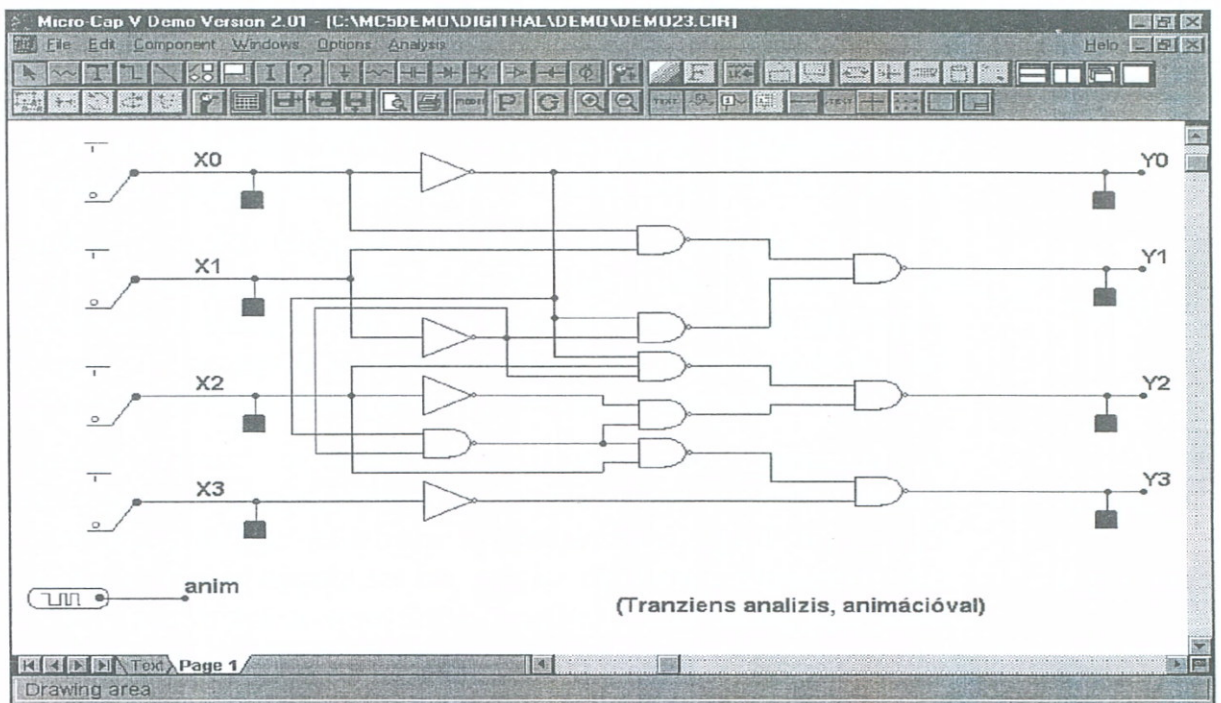 Micro-Cap V Demo Version 2.01 - [C:\MC5DEMO\DIGITHAL\DEMO\DEMO23.CIR]
File Edit Component Windows Options Analysis Help
X0 Y0
X1 Y1
X2 Y2
X3 Y3
anim
(Tranziens analizis, animációval)
Text Page 1
Drawing area